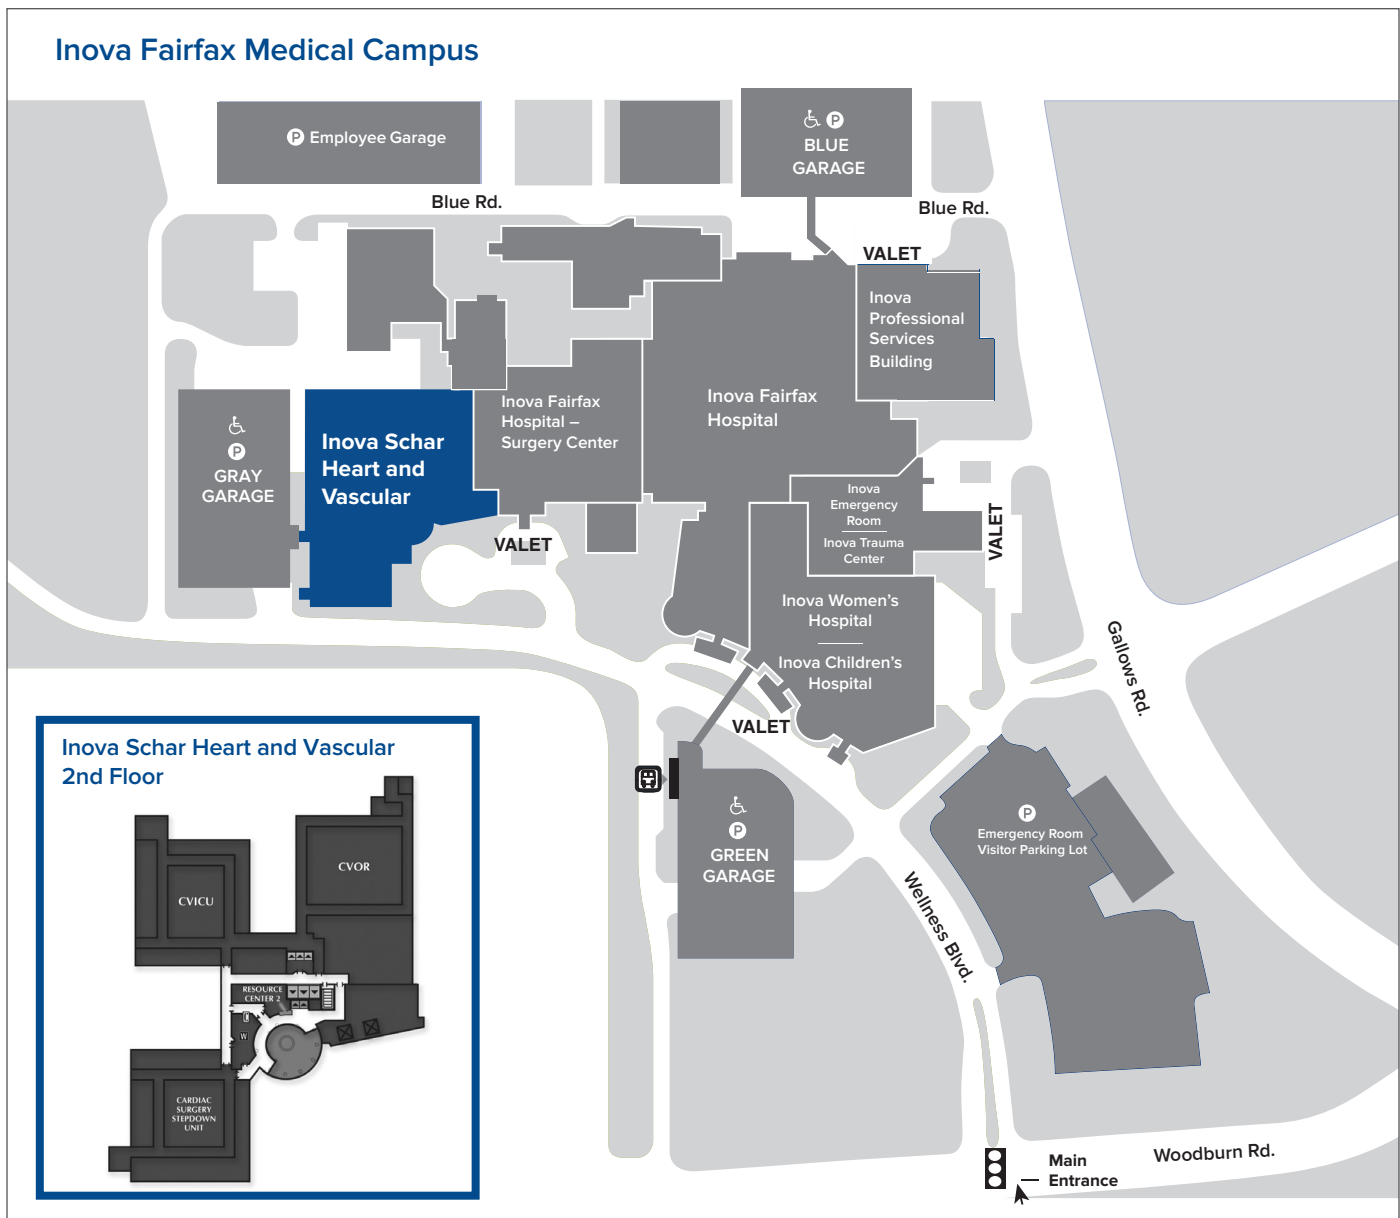 Inova Fairfax Medical Campus
P Employee Garage
P
BLUE
GARAGE
Blue Rd.
Blue Rd.
VALET
Inova
Professional
Services
Building
Inova Fairfax
Hospital –
Surgery Center
Inova Fairfax
Hospital
P
GRAY
GARAGE
Inova Schar
Heart and
Vascular
VALET
Inova
Emergency
Room
Inova Trauma
Center
VALET
Inova Women's
Hospital
Inova Children's
Hospital
VALET
Gallows Rd.
P
GREEN
GARAGE
P
Emergency Room
Visitor Parking Lot
Wellness Blvd.
Woodburn Rd.
Main
Entrance
Inova Schar Heart and Vascular
2nd Floor
CVOR
CVICU
RESOURCE
CENTER 2
W
CARDIAC
SURGERY
STEPDOWN
UNIT